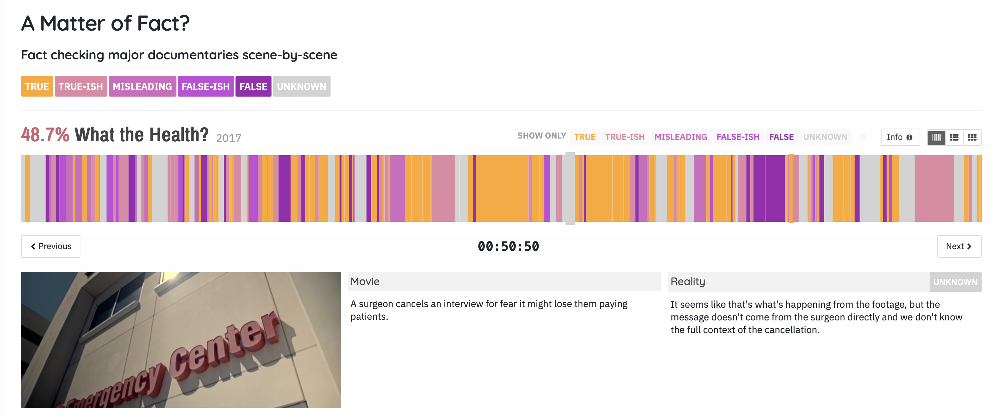 A Matter of Fact?
Fact checking major documentaries scene-by-scene
TRUE TRUE-ISH MISLEADING FALSE-ISH FALSE UNKNOWN
48.7% What the Health? 2017 SHOW ONLY TRUE TRUE-ISH MISLEADING FALSE-ISH FALSE UNKNOWN × Info
Previous 00:50:50 Next
Emergency Center
Movie
A surgeon cancels an interview for fear it might lose them paying
patients.
Reality UNKNOWN
It seems like that's what's happening from the footage, but the
message doesn't come from the surgeon directly and we don't know
the full context of the cancellation.